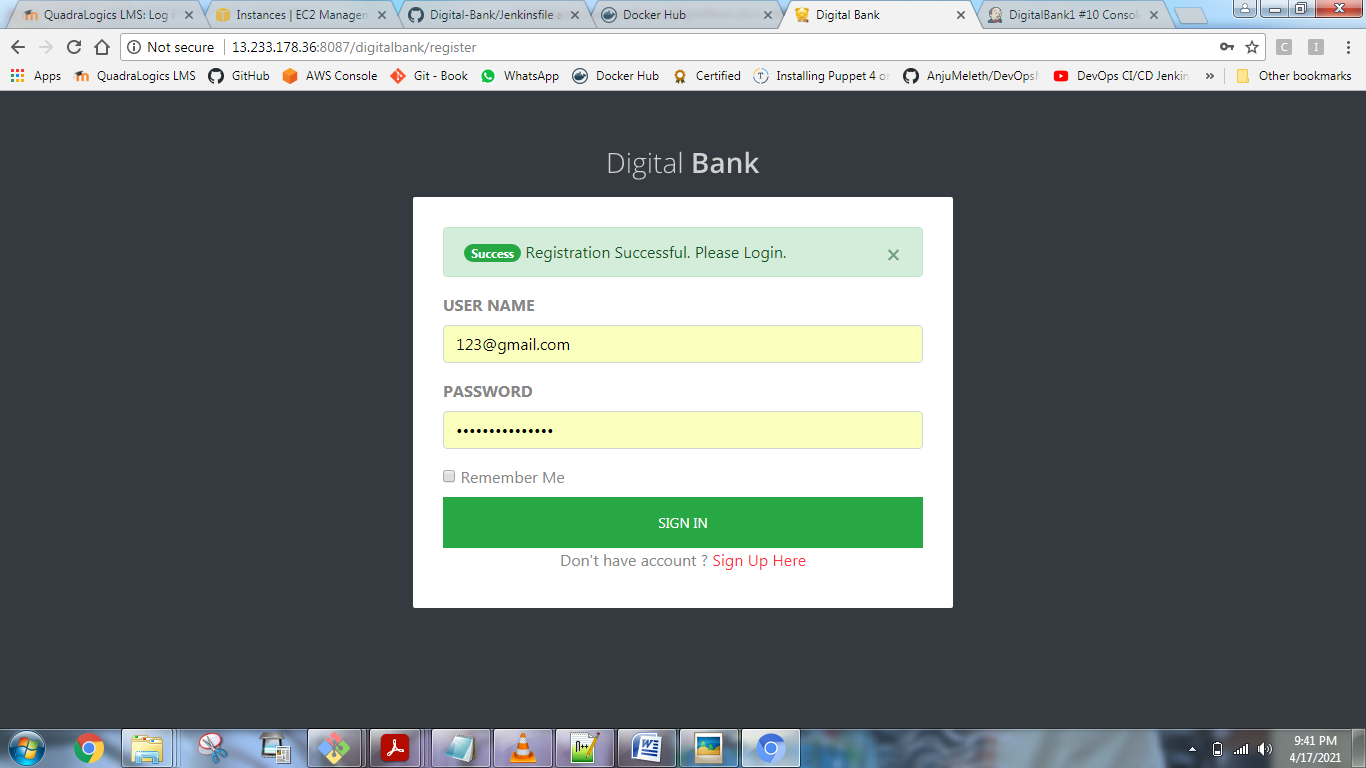 QuadraLogics LMS: Log
Instances | EC2 Managen
Digital-Bank/Jenkinsfile a
Docker Hub
Digital Bank
DigitalBank1 #10 Consol
Not secure
13.233.178.36:8087/digitalbank/register
Apps
QuadraLogics LMS
GitHub
AWS Console
Git - Book
WhatsApp
Docker Hub
Certified
Installing Puppet 4 o
AnjuMeleth/DevOps
DevOps CI/CD Jenkin
»
Other bookmarks
Digital Bank
Success Registration Successful. Please Login. ×
USER NAME
123@gmail.com
PASSWORD
•••••••••••••••
Remember Me
SIGN IN
Don't have account ? Sign Up Here
9:41 PM
4/17/2021